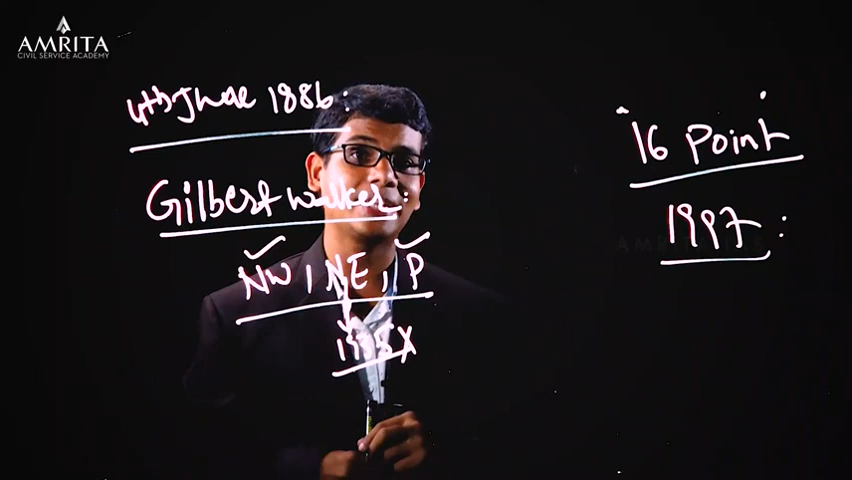 AMRITA
CIVIL SERVICE ACADEMY
4th June 1886:
Gilbert Walker:
NW, NE, P
16 Point
1997: